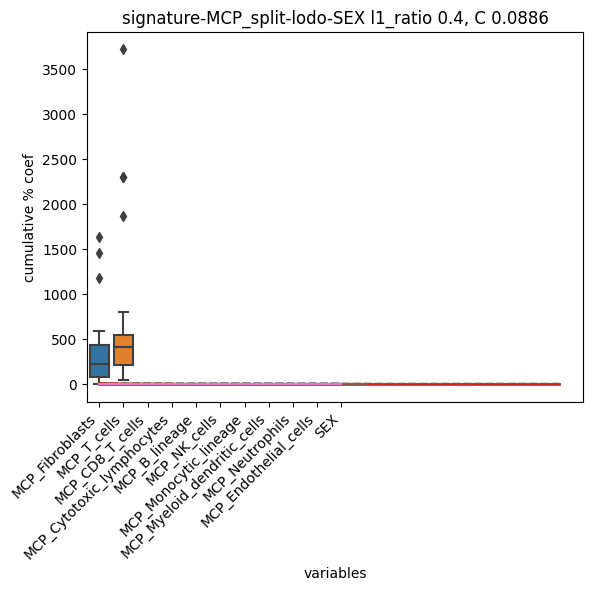 signature-MCP_split-lodo-SEX l1_ratio 0.4, C 0.0886
cumulative % coef
3500
3000
2500
2000
1500
1000
500
0
MCP_Fibroblasts
MCP_T_cells
MCP_CD8_T_cells
MCP_Cytotoxic_lymphocytes
MCP_B_lineage
MCP_NK_cells
MCP_Monocytic_lineage
MCP_Myeloid_dendritic_cells
MCP_Neutrophils
MCP_Endothelial_cells
SEX
variables